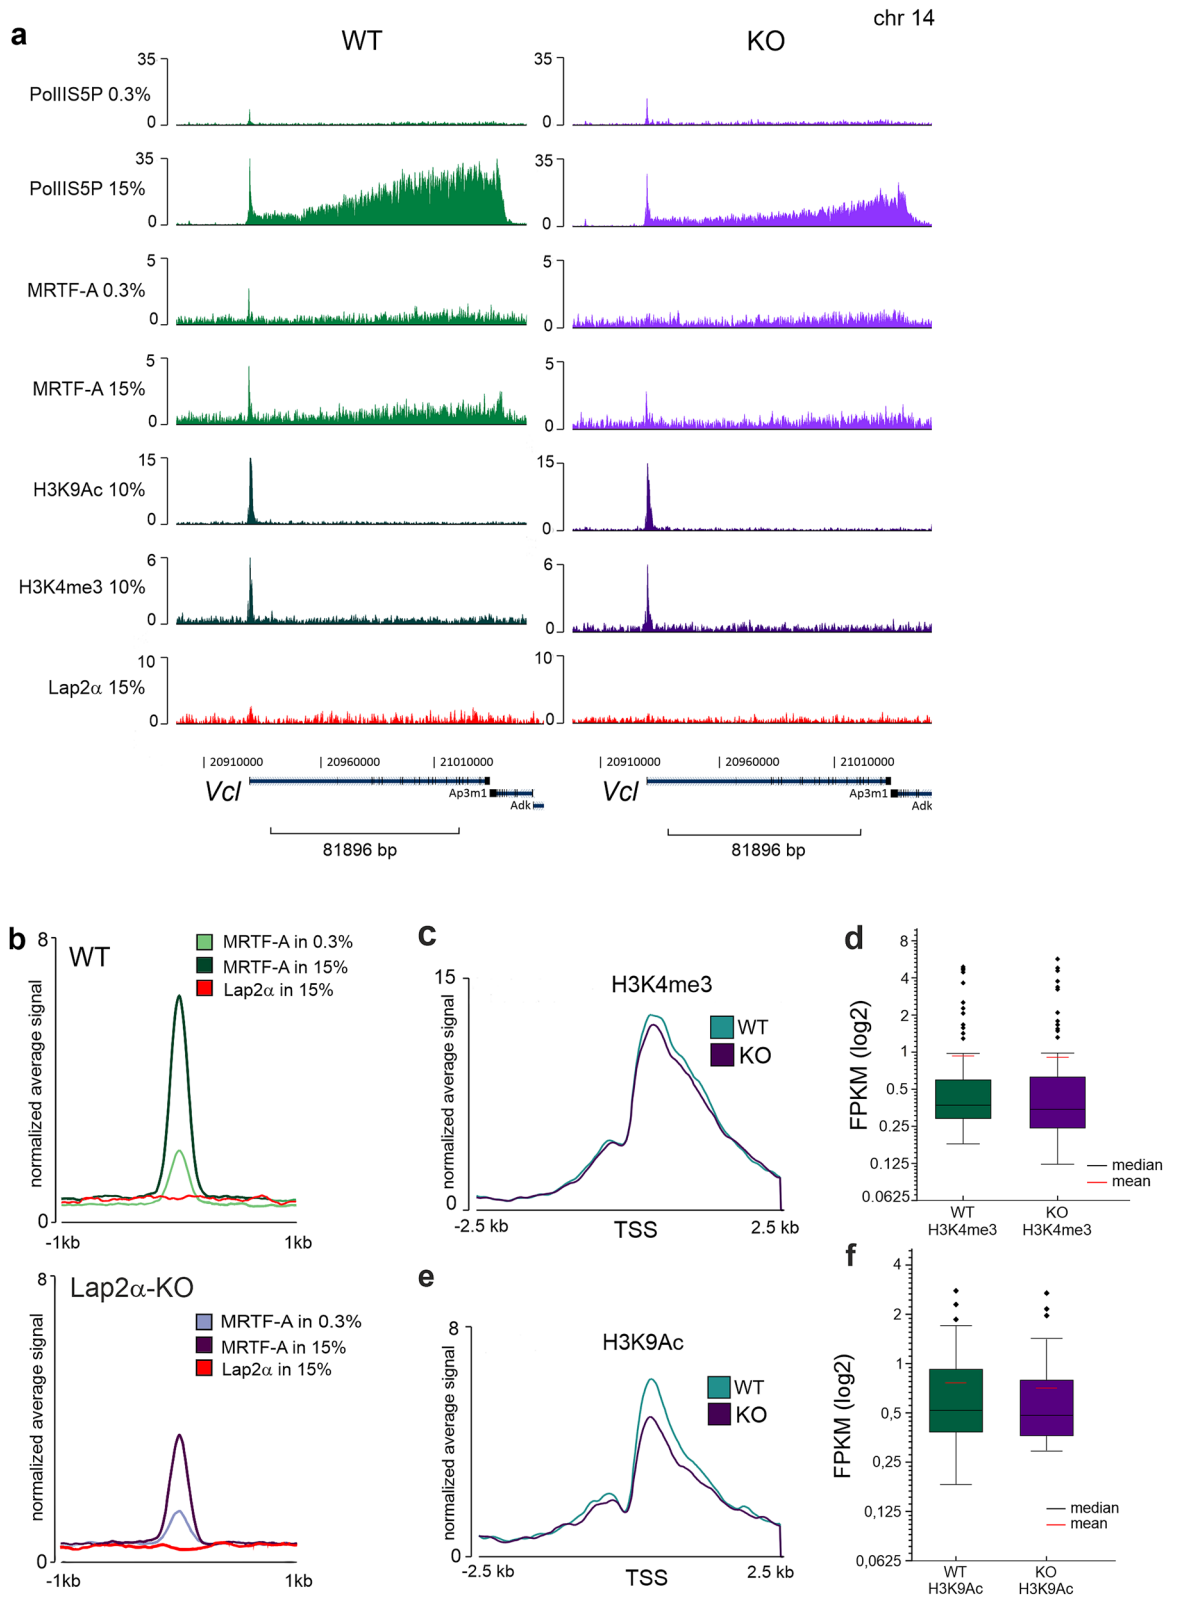 a
chr 14
WT
KO
35
PolIIS5P 0.3%
0
35
0
35
PolIIS5P 15%
0
35
0
5
MRTF-A 0.3%
0
5
0
5
MRTF-A 15%
0
5
0
15
H3K9Ac 10%
0
15
0
6
H3K4me3 10%
0
6
0
10
Lap2α 15%
0
10
0
| 20910000 | 20960000 | 21010000
| 20910000 | 20960000 | 21010000
Vcl
Ap3m1
Adk
Vcl
Ap3m1
Adk
81896 bp
81896 bp
b
8
WT
MRTF-A in 0.3%
MRTF-A in 15%
Lap2α in 15%
normalized average signal
0
-1kb
1kb
8
Lap2α-KO
MRTF-A in 0.3%
MRTF-A in 15%
Lap2α in 15%
normalized average signal
0
-1kb
1kb
c
15
H3K4me3
WT
KO
normalized average signal
0
-2.5 kb
TSS
2.5 kb
d
8
4
2
1
0.5
0.25
0.125
0.0625
FPKM (log2)
median
mean
WT
H3K4me3
KO
H3K4me3
e
8
H3K9Ac
WT
KO
normalized average signal
0
-2.5 kb
TSS
2.5 kb
f
4
2
1
0,5
0,25
0,125
0,0625
FPKM (log2)
median
mean
WT
H3K9Ac
KO
H3K9Ac